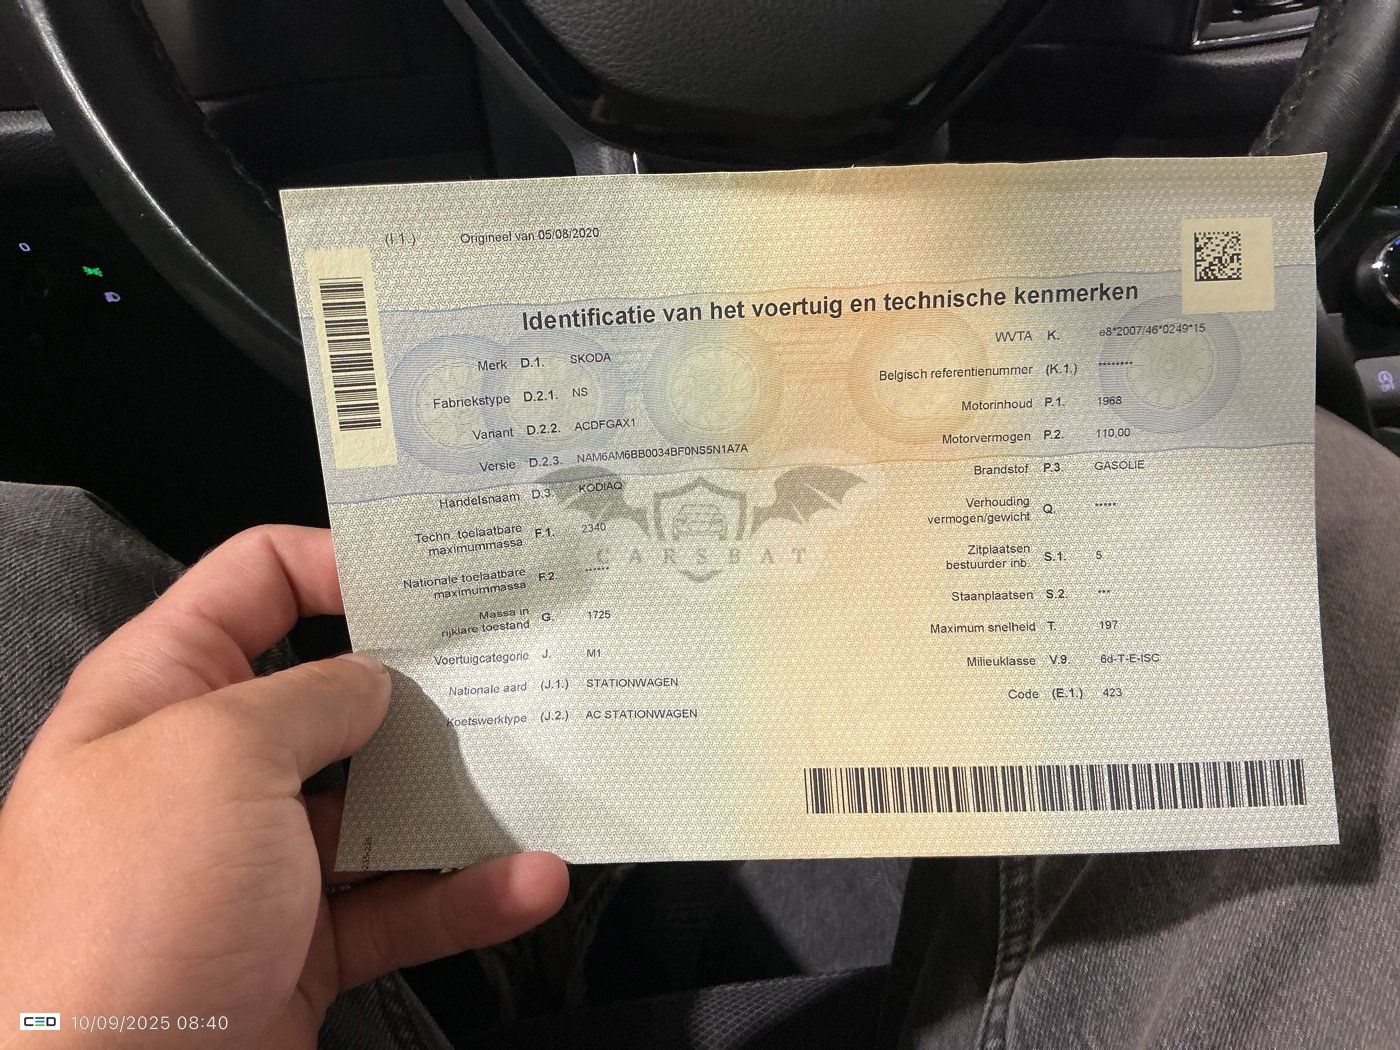 (I.1.) Origineel van 05/08/2020
Identificatie van het voertuig en technische kenmerken
Merk D.1. SKODA
Fabriekstype D.2.1. NS
Variant D.2.2. ACDFGAX1
Versie D.2.3. NAM6AM6BB0034BF0NS5N1A7A
Handelsnaam D.3. KODIAQ
Techn. toelaatbare
maximummassa F.1. 2340
Nationale toelaatbare
maximummassa F.2. ******
Massa in
rijklare toestand G. 1725
Voertuigcategorie J. M1
Nationale aard (J.1.) STATIONWAGEN
Koetswerktype (J.2.) AC STATIONWAGEN
WVTA K. e8*2007/46*0249*15
Belgisch referentienummer (K.1.) ********
Motorinhoud P.1. 1968
Motorvermogen P.2. 110,00
Brandstof P.3. GASOLIE
Verhouding
vermogen/gewicht Q. *****
Zitplaatsen
bestuurder inb. S.1. 5
Staanplaatsen S.2. ***
Maximum snelheid T. 197
Milieuklasse V.9. 6d-T-E-ISC
Code (E.1.) 423
CARSBAT
CED 10/09/2025 08:40